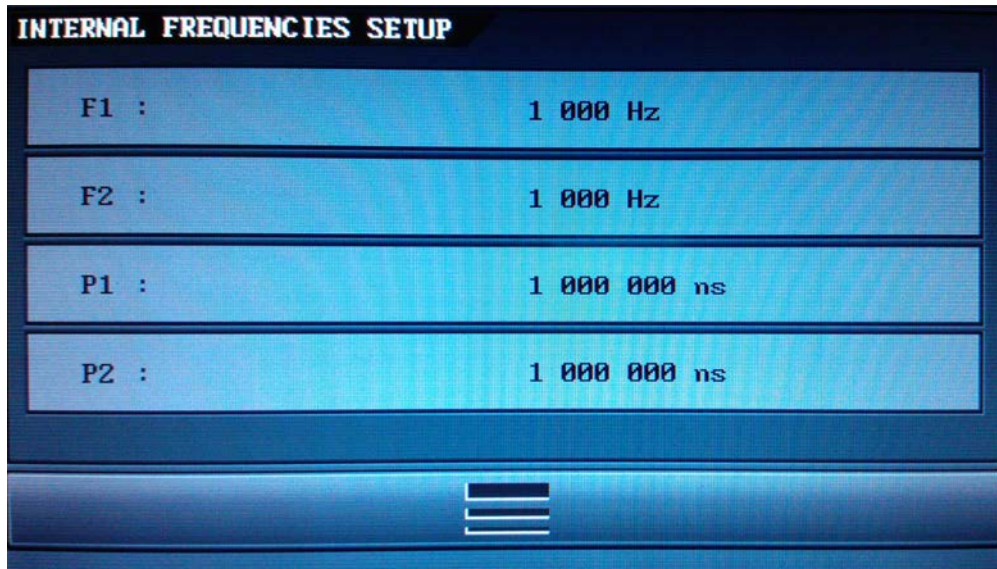 INTERNAL FREQUENCIES SETUP
F1 : 1 000 Hz
F2 : 1 000 Hz
P1 : 1 000 000 ns
P2 : 1 000 000 ns